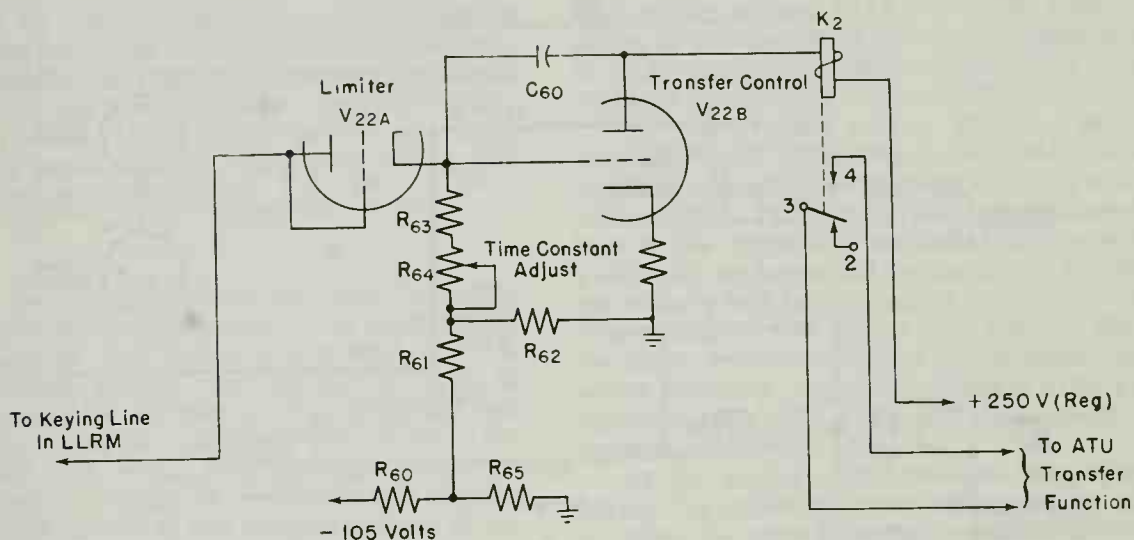 K2
Limiter
V22A
C60
Transfer Control
V22B
4
3
2
R63
Time Constant
Adjust
R64
R62
R61
To Keying Line
In LLRM
+250 V (Reg)
R60
R65
- 105 Volts
To ATU
Transfer
Function